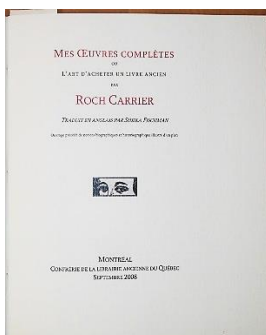 MES ŒUVRES COMPLÈTES
OU
L'ART D'ACHETER UN LIVRE ANCIEN
PAR
ROCH CARRIER
TRADUIT EN ANGLAIS PAR SHEILA FISCHMAN
MONTRÉAL
CONFRÉRIE DE LA LIBRAIRIE ANCIENNE DU QUÉBEC
SEPTEMBRE 2008